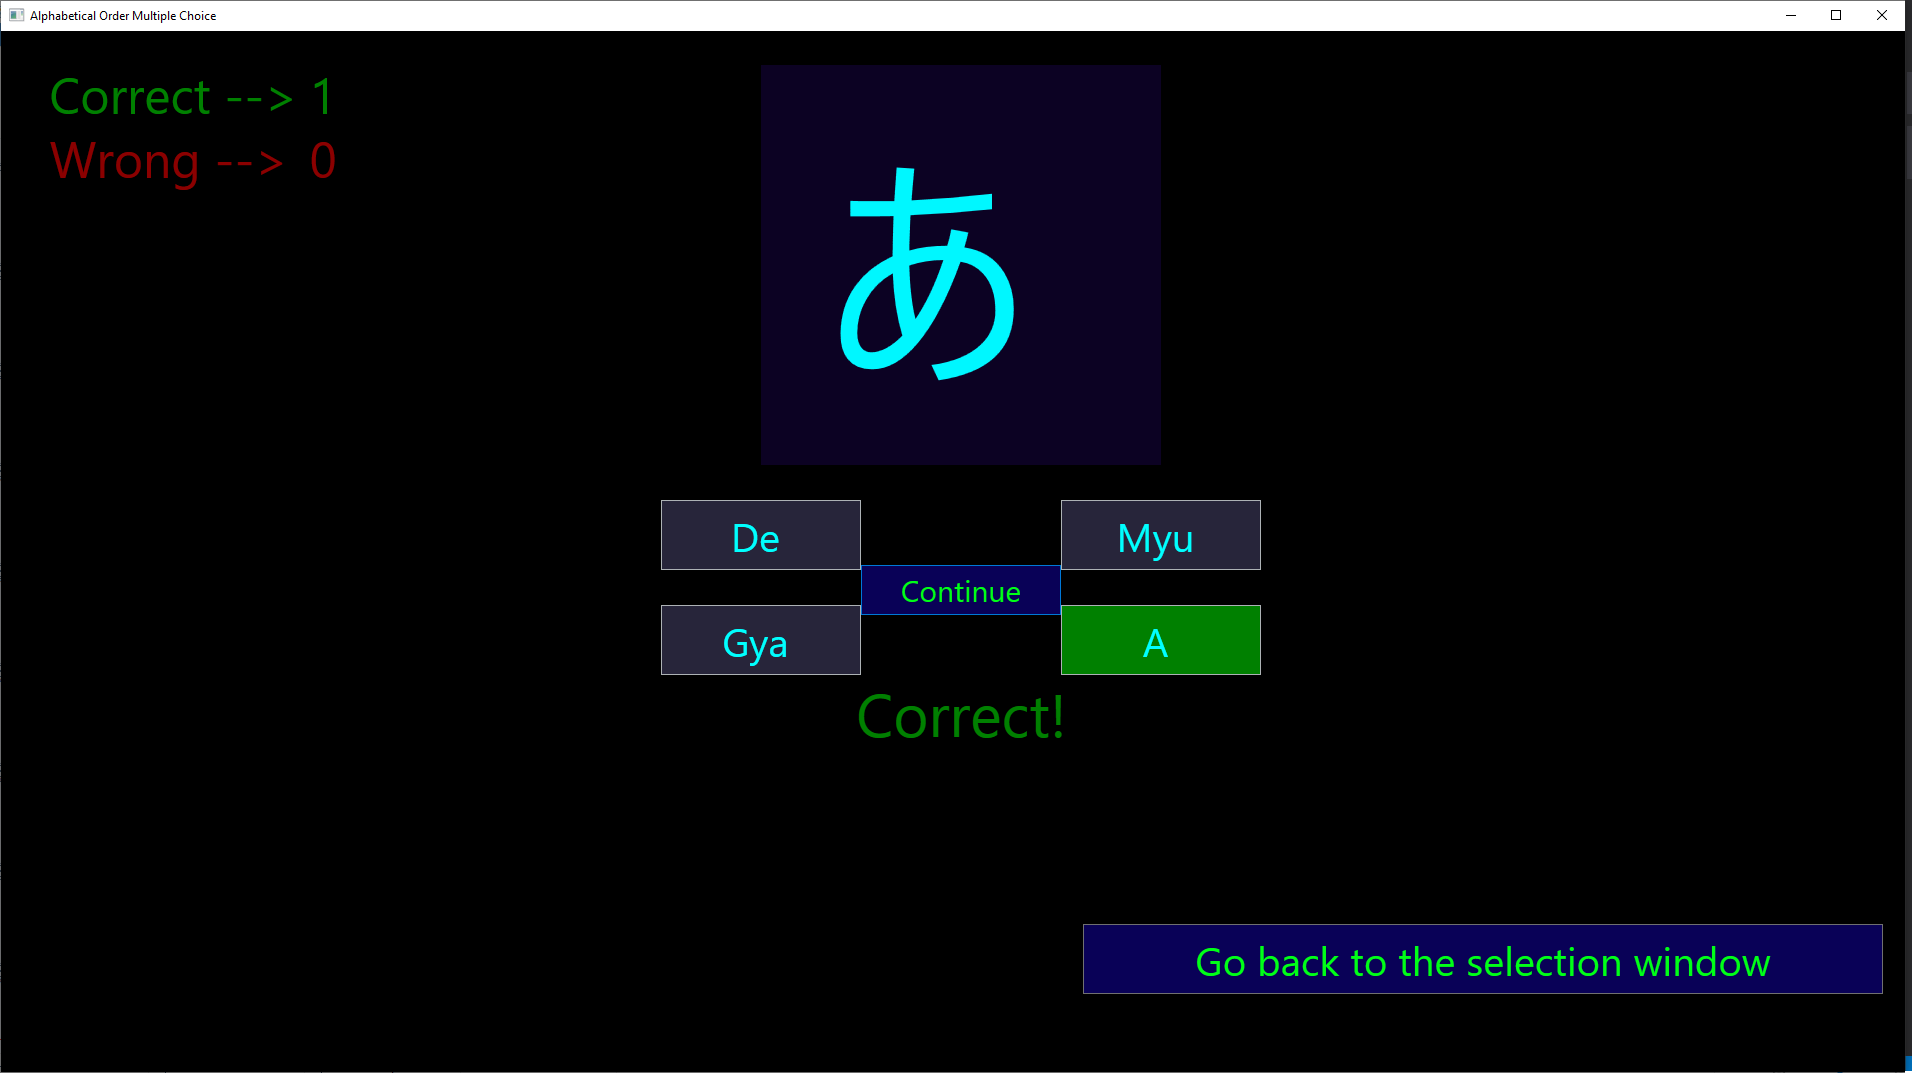 Alphabetical Order Multiple Choice
Correct --> 1
Wrong --> 0
あ
De
Myu
Continue
Gya
A
Correct!
Go back to the selection window